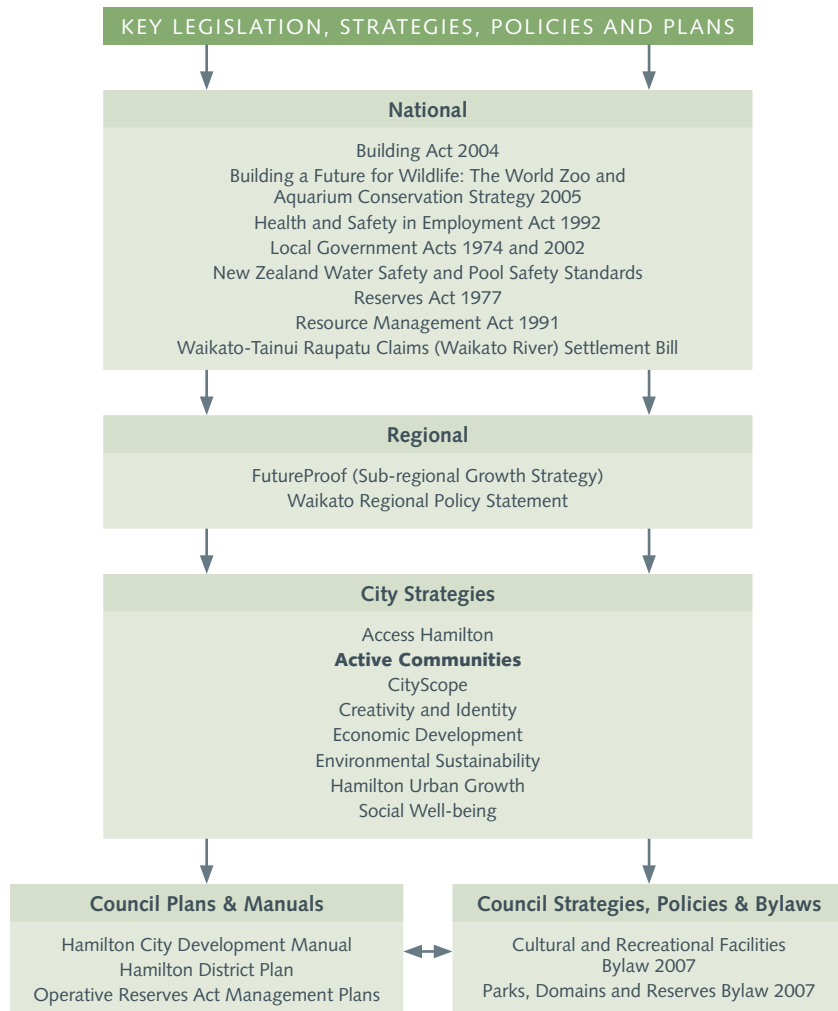 KEY LEGISLATION, STRATEGIES, POLICIES AND PLANS
National
Building Act 2004
Building a Future for Wildlife: The World Zoo and
Aquarium Conservation Strategy 2005
Health and Safety in Employment Act 1992
Local Government Acts 1974 and 2002
New Zealand Water Safety and Pool Safety Standards
Reserves Act 1977
Resource Management Act 1991
Waikato-Tainui Raupatu Claims (Waikato River) Settlement Bill
Regional
FutureProof (Sub-regional Growth Strategy)
Waikato Regional Policy Statement
City Strategies
Access Hamilton
Active Communities
CityScope
Creativity and Identity
Economic Development
Environmental Sustainability
Hamilton Urban Growth
Social Well-being
Council Plans & Manuals
Hamilton City Development Manual
Hamilton District Plan
Operative Reserves Act Management Plans
Council Strategies, Policies & Bylaws
Cultural and Recreational Facilities
Bylaw 2007
Parks, Domains and Reserves Bylaw 2007